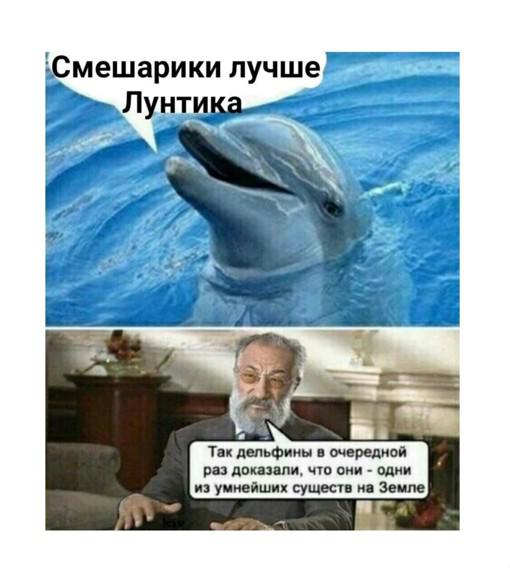 Смешарики лучше
Лунтика
Так дельфины в очередной
раз доказали, что они - одни
из умнейших существ на Земле